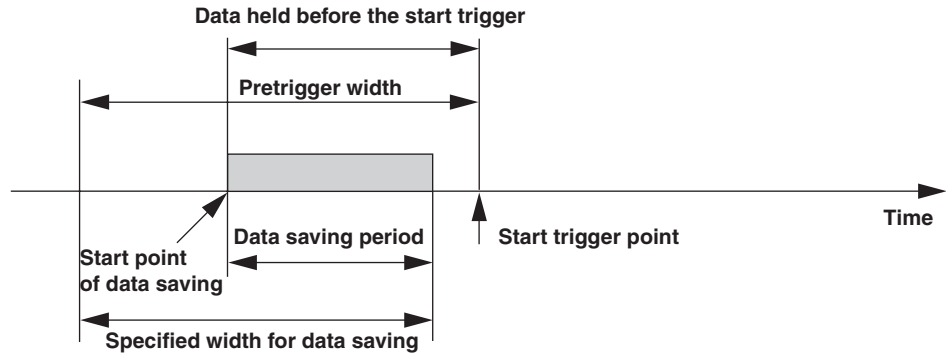 Data held before the start trigger
Pretrigger width
Time
Start point
of data saving
Data saving period
Start trigger point
Specified width for data saving